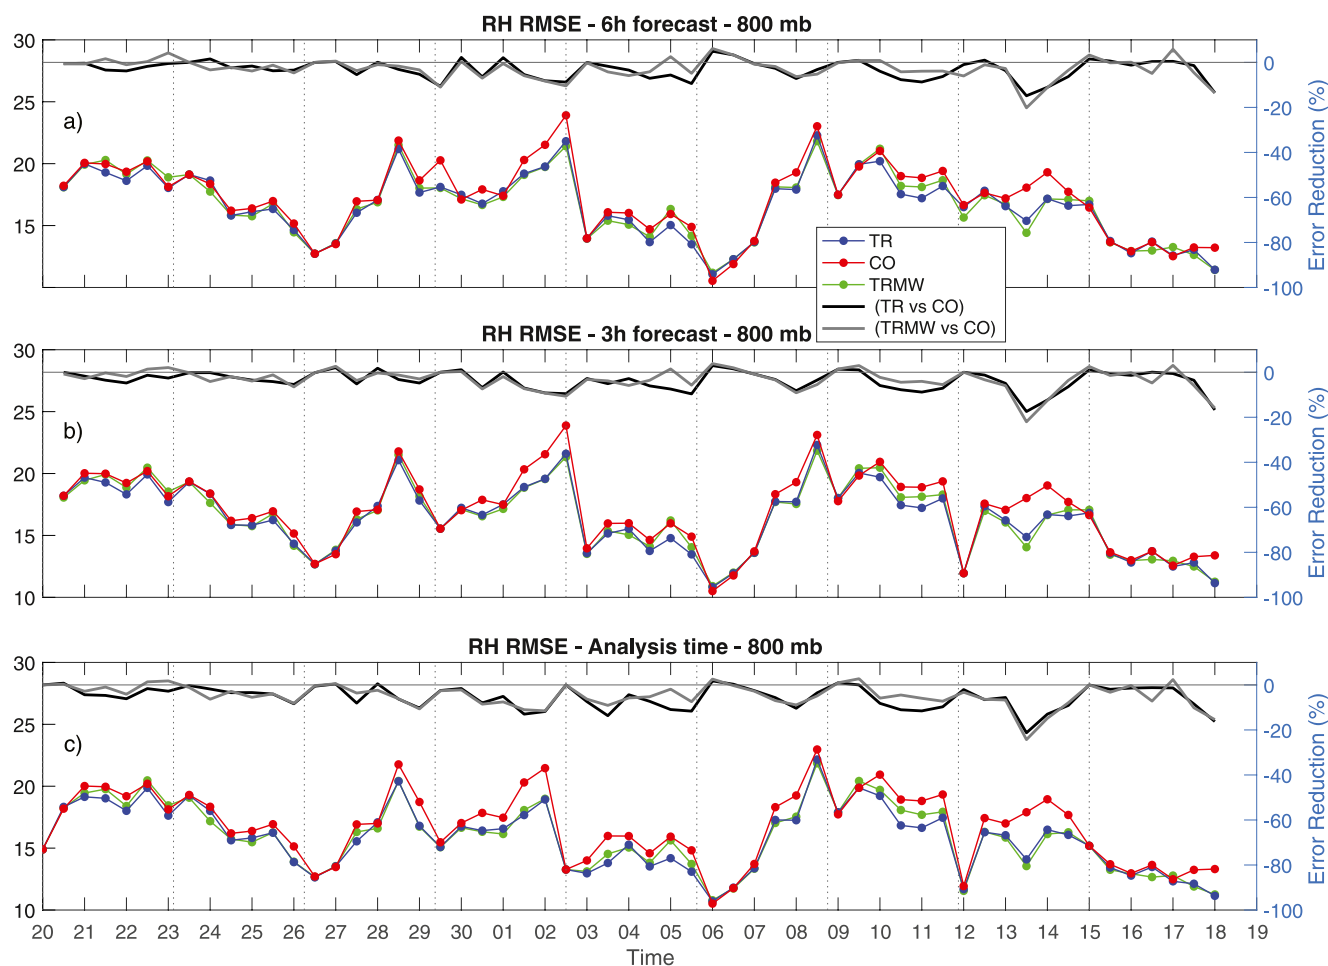 RH RMSE - 6h forecast - 800 mb
30
25
20
15
a)
0
-20
-40
-60
-80
-100
Error Reduction (%)
TR
CO
TRMW
(TR vs CO)
(TRMW vs CO)
RH RMSE - 3h forecast - 800 mb
30
25
20
15
10
b)
0
-20
-40
-60
-80
-100
Error Reduction (%)
RH RMSE - Analysis time - 800 mb
30
25
20
15
10
c)
0
-20
-40
-60
-80
-100
Error Reduction (%)
20 21 22 23 24 25 26 27 28 29 30 01 02 03 04 05 06 07 08 09 10 11 12 13 14 15 16 17 18 19
Time